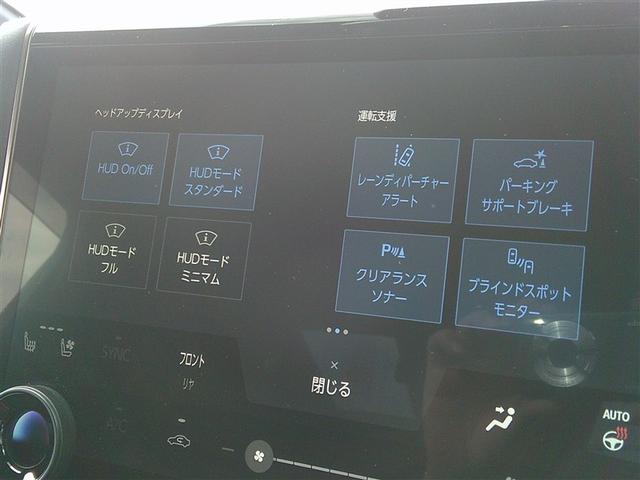 ヘッドアップディスプレイ
運転支援
HUD On/Off
HUDモード
スタンダード
レーンディパーチャー
アラート
パーキング
サポートブレーキ
HUDモード
フル
HUDモード
ミニマム
クリアランス
ソナー
ブラインドスポット
モニター
SYNC
フロント
リヤ
×
閉じる
A/C
AUTO